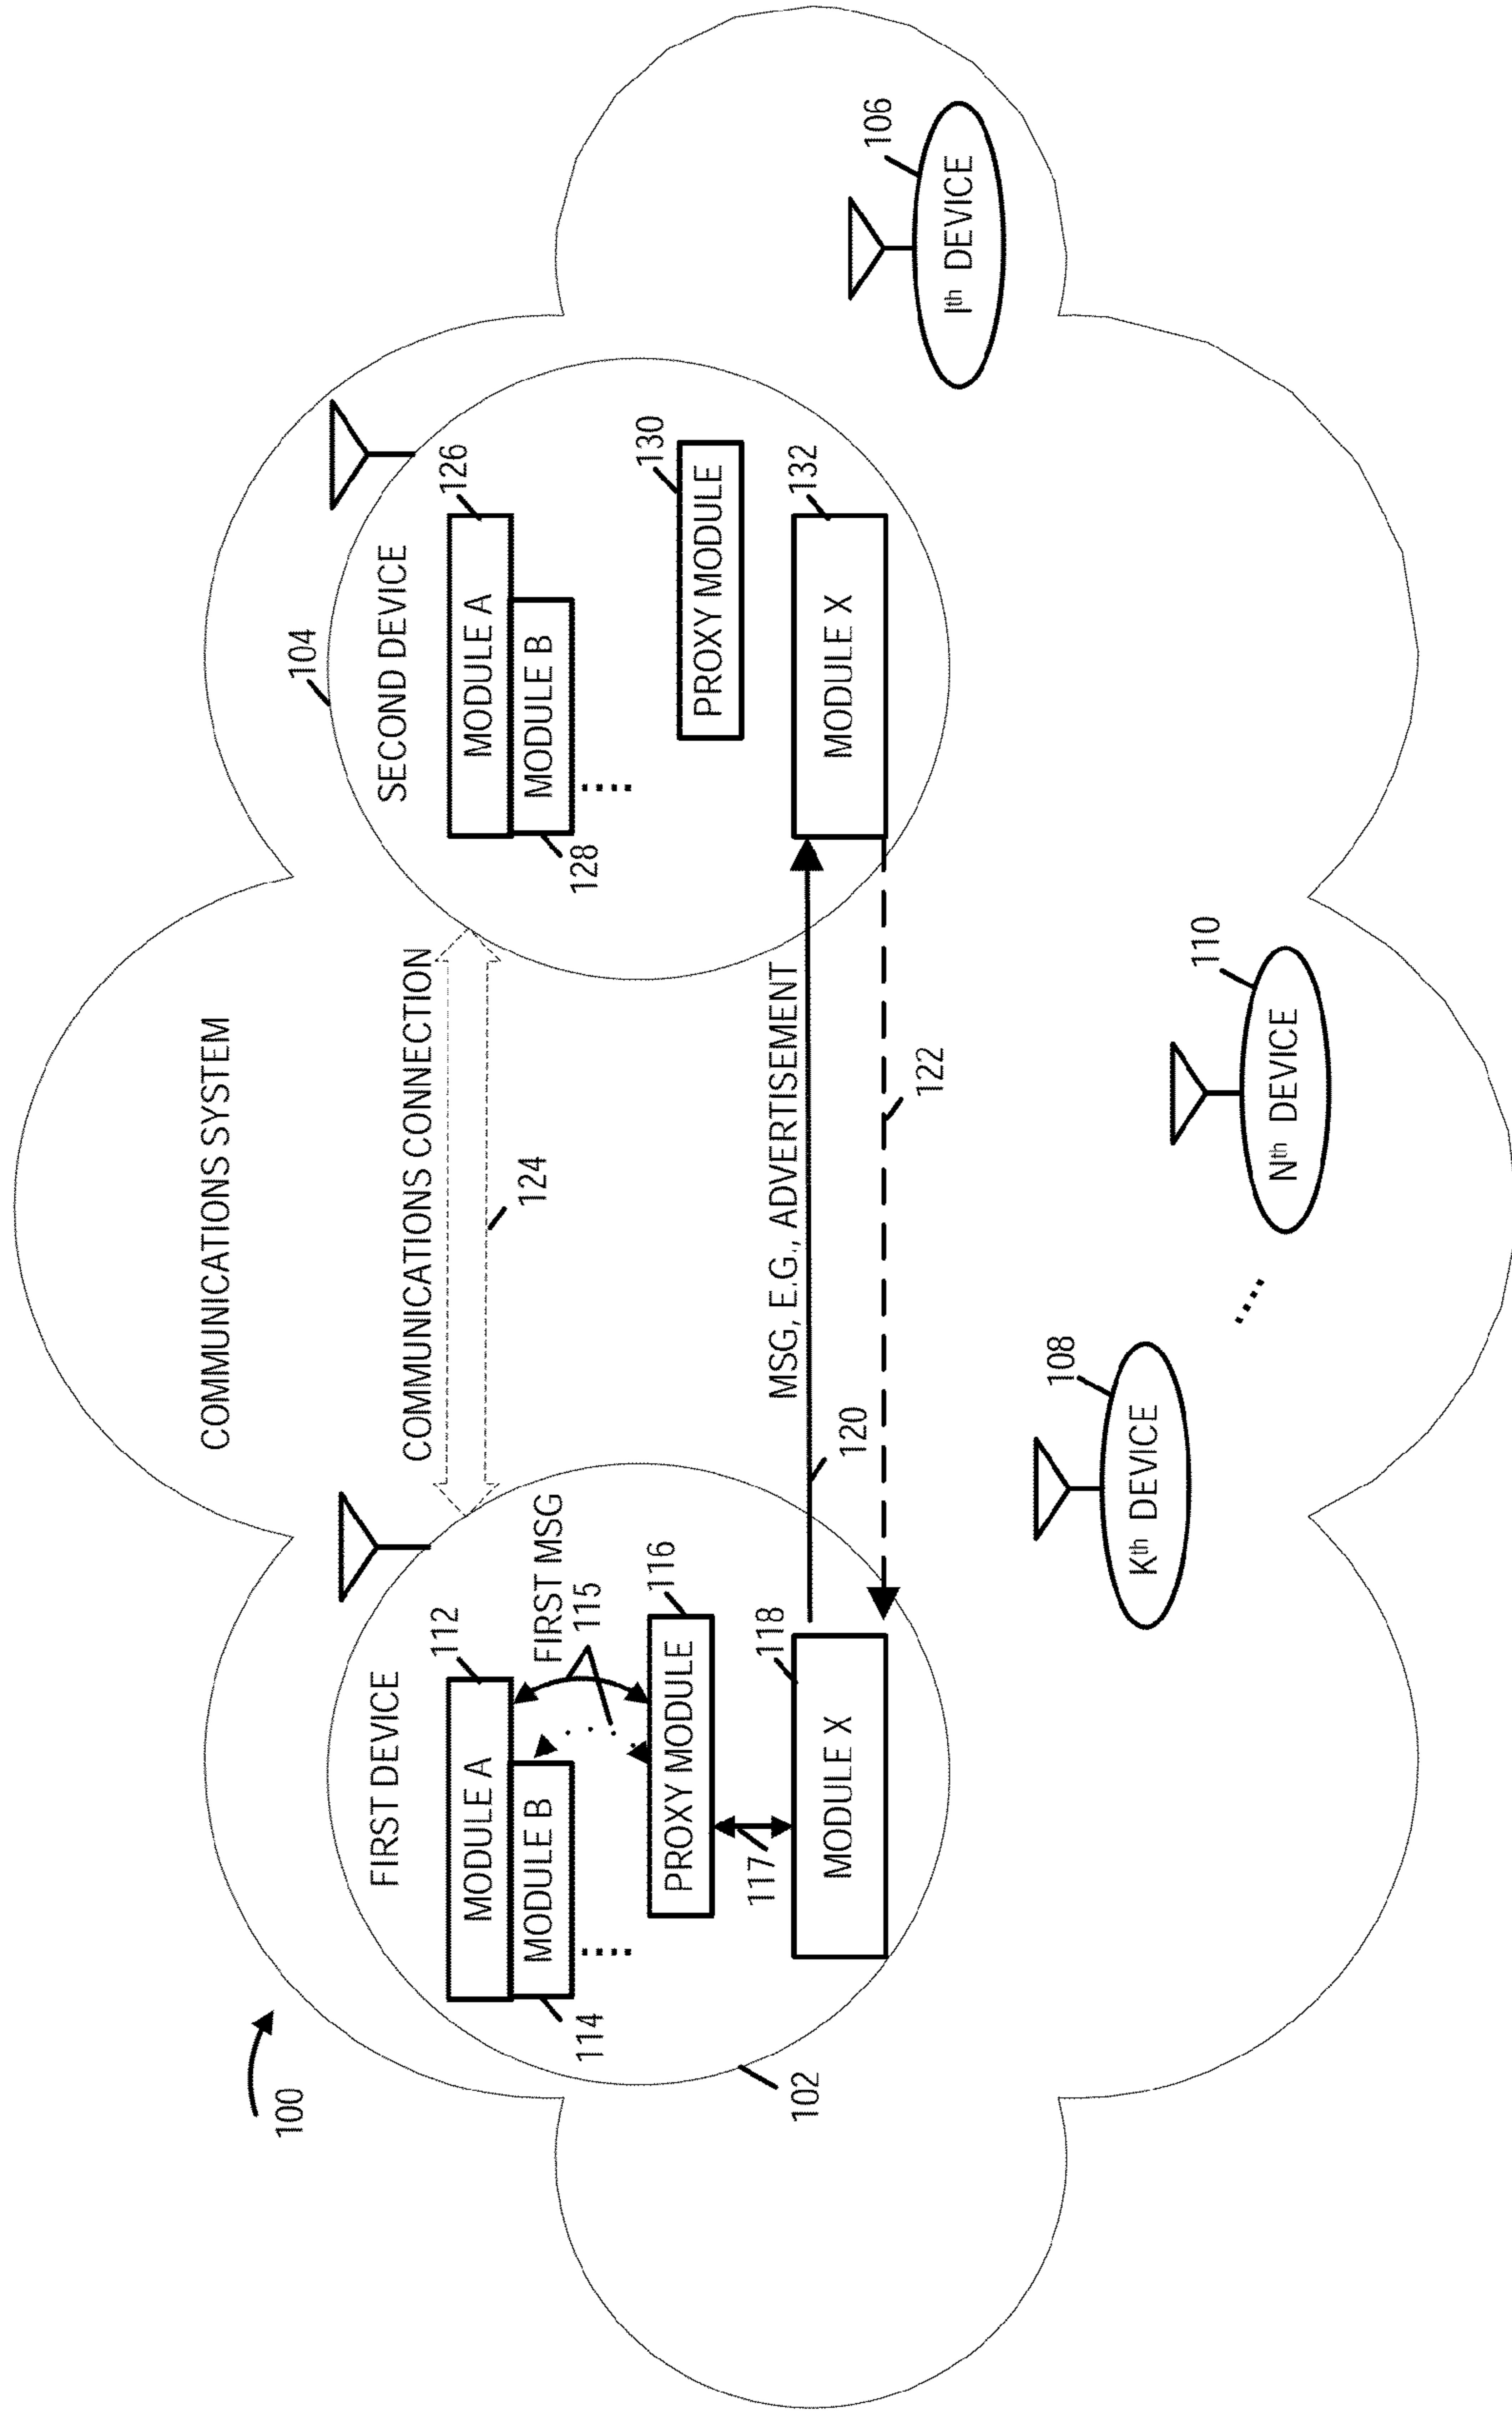 100
COMMUNICATIONS SYSTEM
FIRST DEVICE
102
MODULE A
112
MODULE B
114
....
FIRST MSG
115
PROXY MODULE
116
117
MODULE X
118
COMMUNICATIONS CONNECTION
124
MSG, E.G., ADVERTISEMENT
120
122
104
SECOND DEVICE
MODULE A
126
MODULE B
128
....
PROXY MODULE
130
MODULE X
132
Kth DEVICE
108
....
Nth DEVICE
110
Ith DEVICE
106